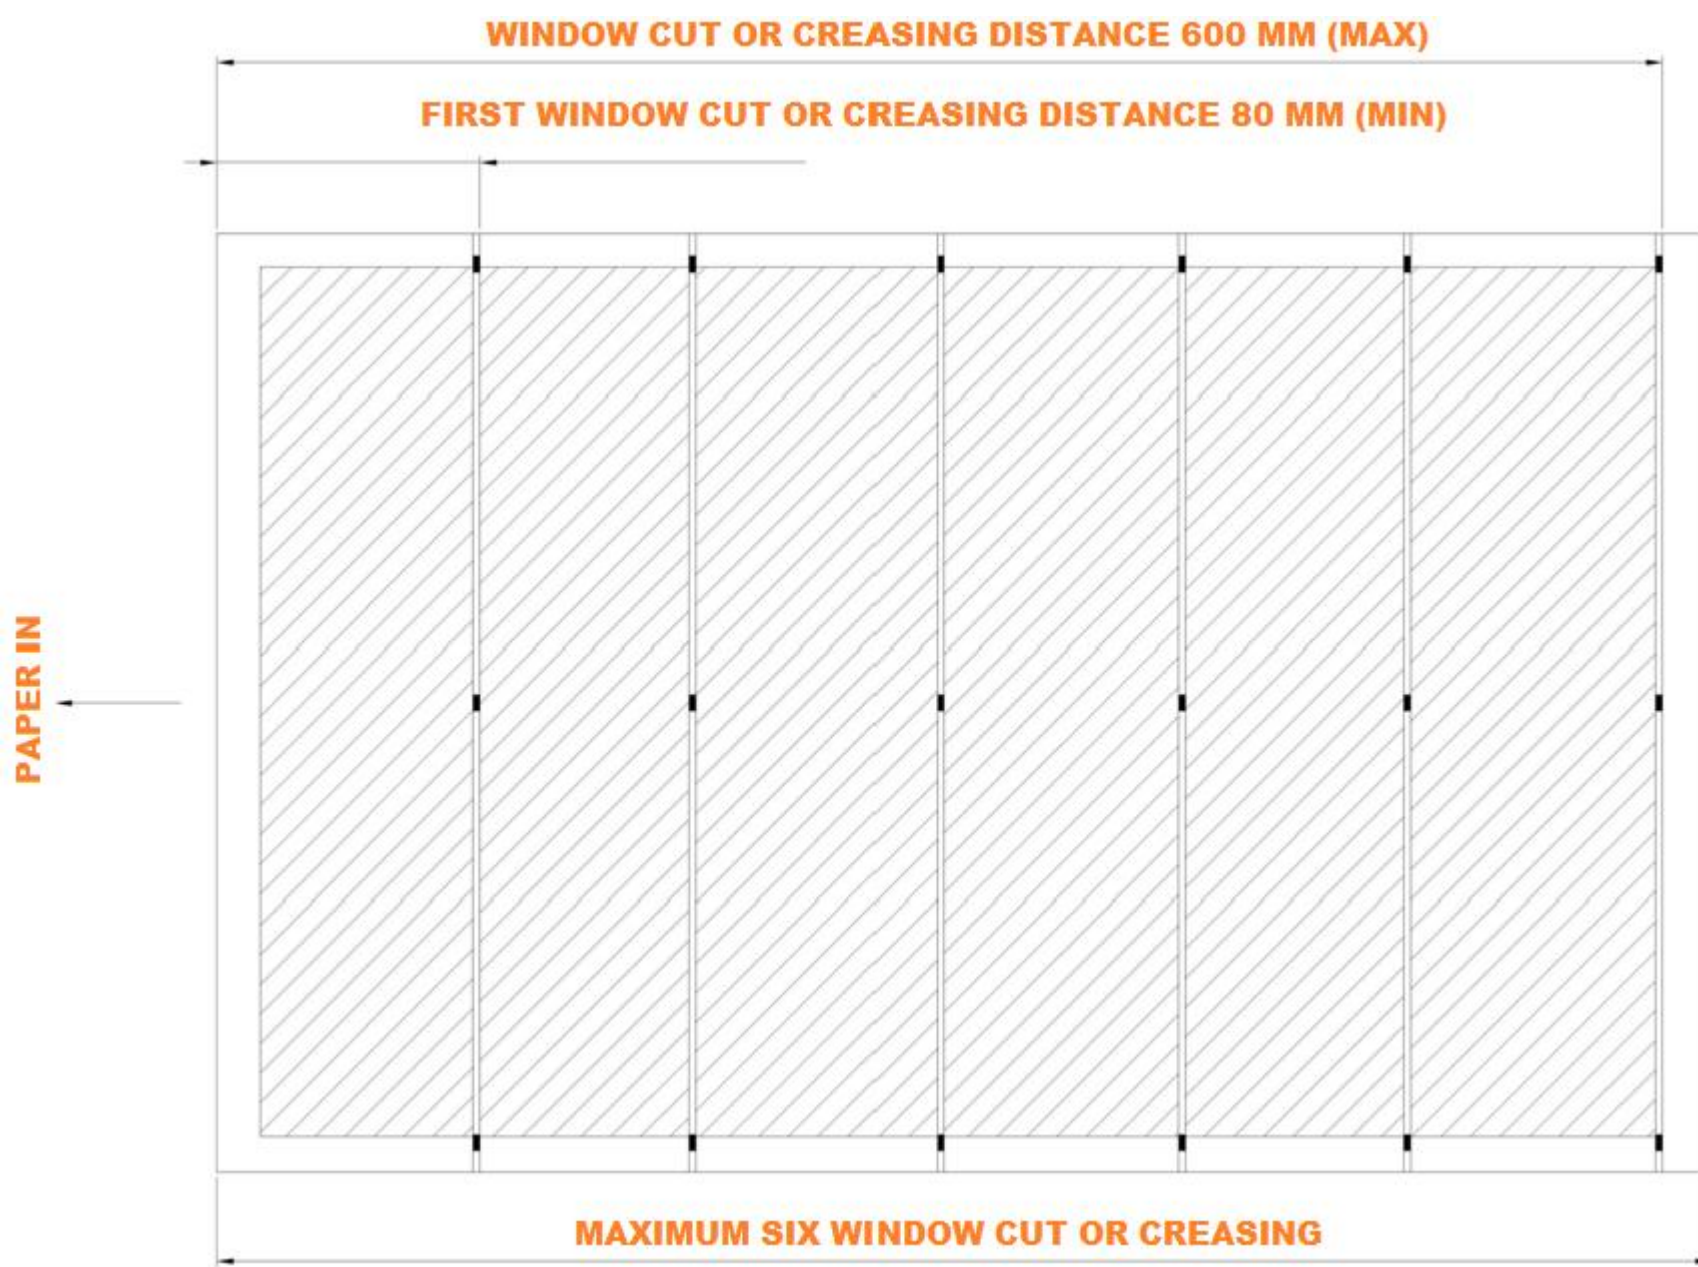 WINDOW CUT OR CREASING DISTANCE 600 MM (MAX)
FIRST WINDOW CUT OR CREASING DISTANCE 80 MM (MIN)
PAPER IN
MAXIMUM SIX WINDOW CUT OR CREASING